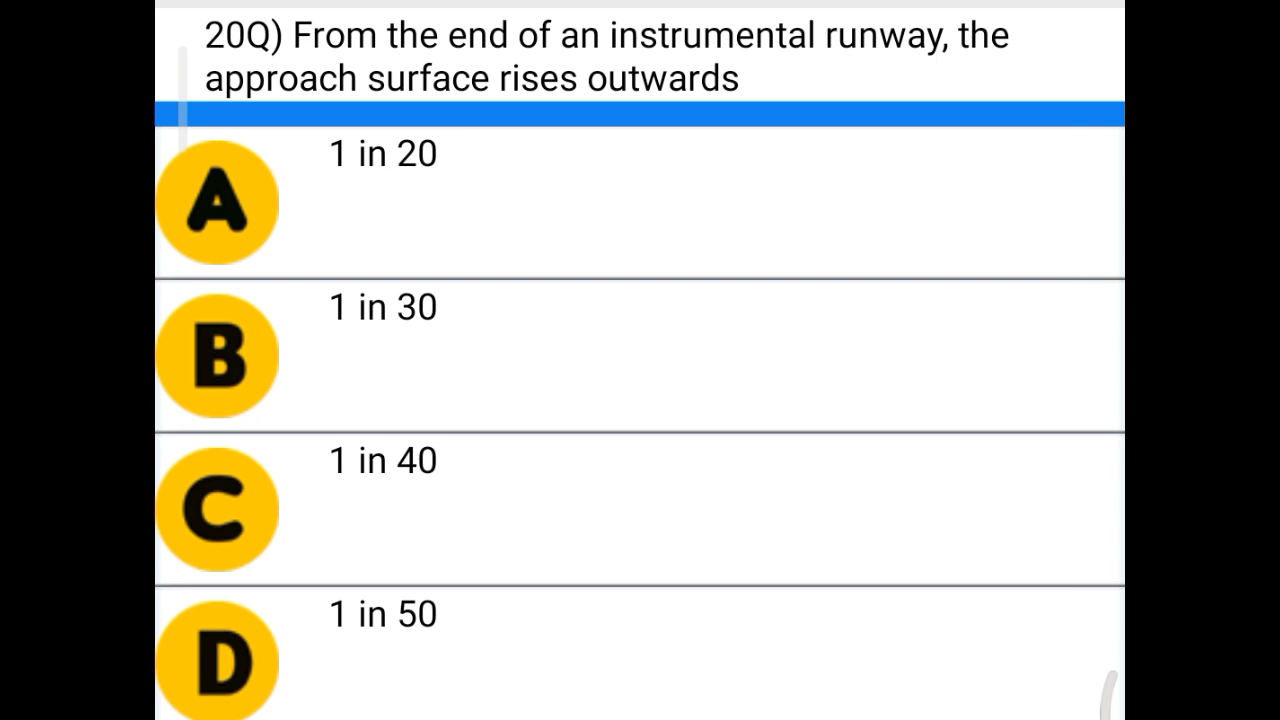 20Q) From the end of an instrumental runway, the
approach surface rises outwards
A
1 in 20
B
1 in 30
C
1 in 40
D
1 in 50